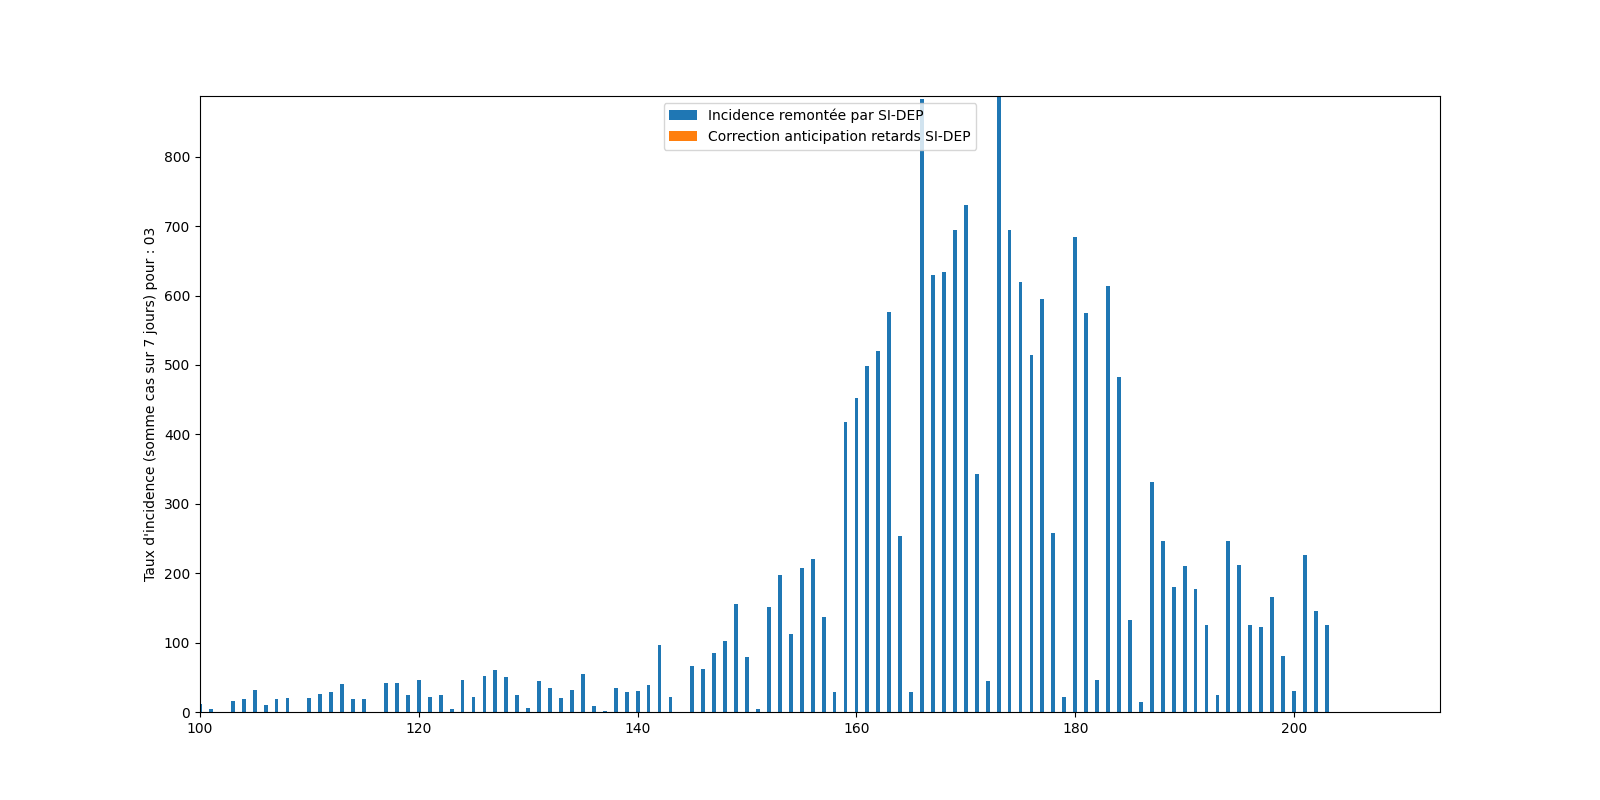 Incidence remontée par SI-DEP
Correction anticipation retards SI-DEP
Taux d'incidence (somme cas sur 7 jours) pour : 03
800
700
600
500
400
300
200
100
0
100 120 140 160 180 200